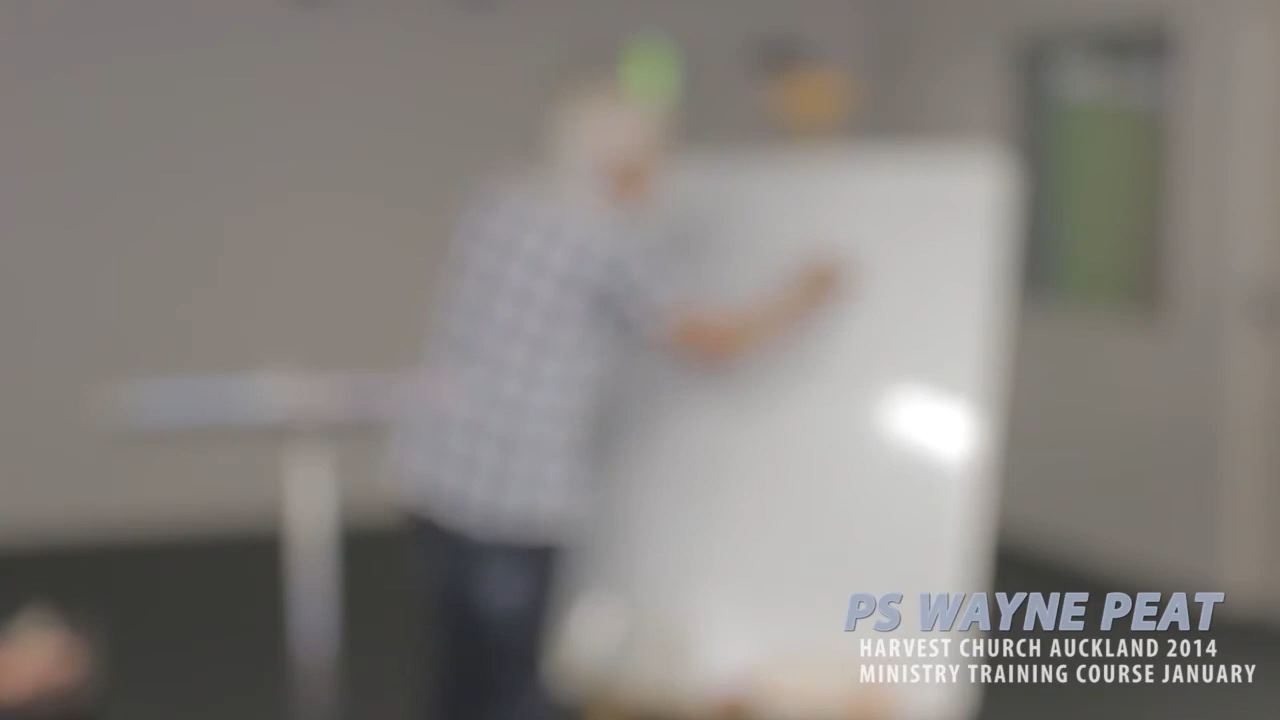 PS WAYNE PEAT
HARVEST CHURCH AUCKLAND 2014
MINISTRY TRAINING COURSE JANUARY